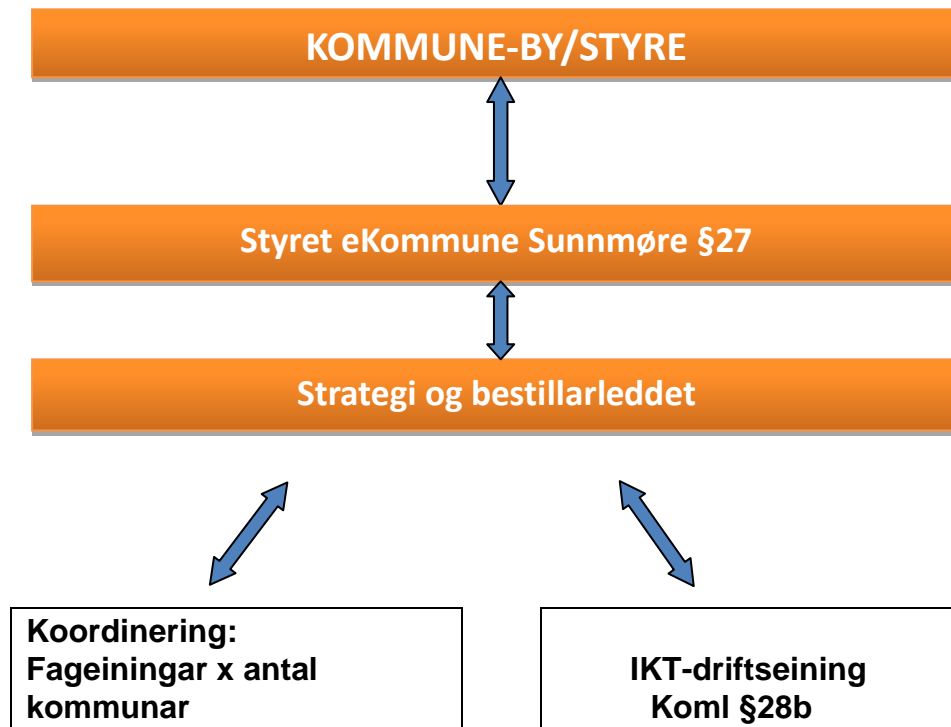 KOMMUNE-BY/STYRE
Styret eKommune Sunnmøre §27
Strategi og bestillarleddet
Koordinering:
Fageiningar x antal
kommunar
IKT-driftseining
Koml §28b